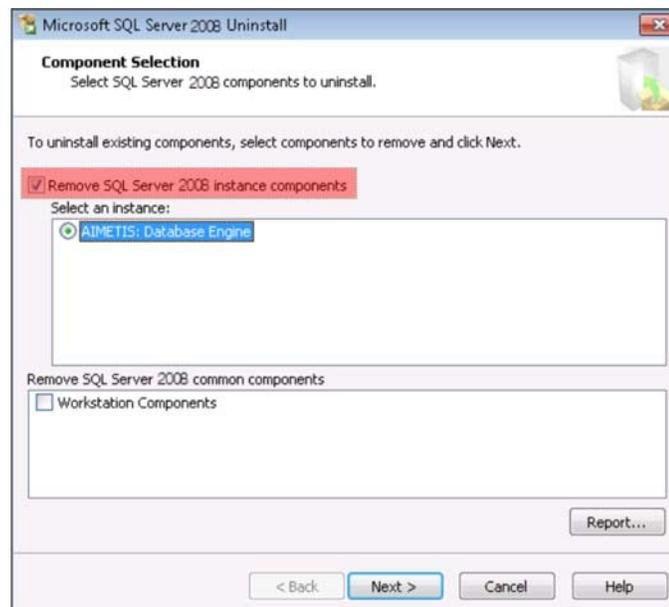 Microsoft SQL Server 2008 Uninstall
Component Selection
Select SQL Server 2008 components to uninstall.
To uninstall existing components, select components to remove and click Next.
Remove SQL Server 2008 instance components
Select an instance:
AIMETIS: Database Engine
Remove SQL Server 2008 common components
Workstation Components
Report...
< Back Next > Cancel Help